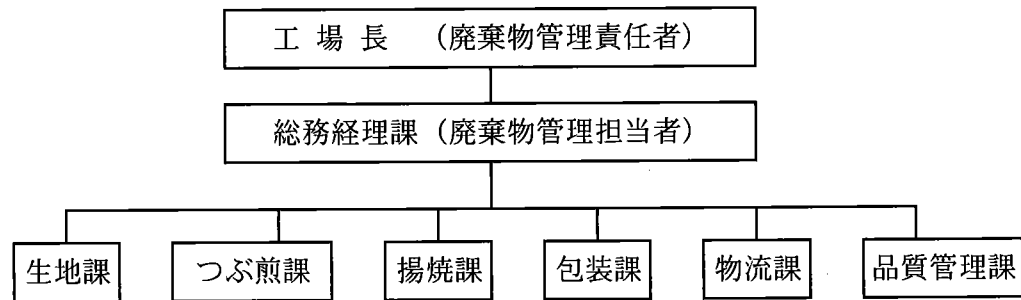 工 場 長 （廃棄物管理責任者）
総務経理課（廃棄物管理担当者）
生地課
つぶ煎課
揚焼課
包装課
物流課
品質管理課